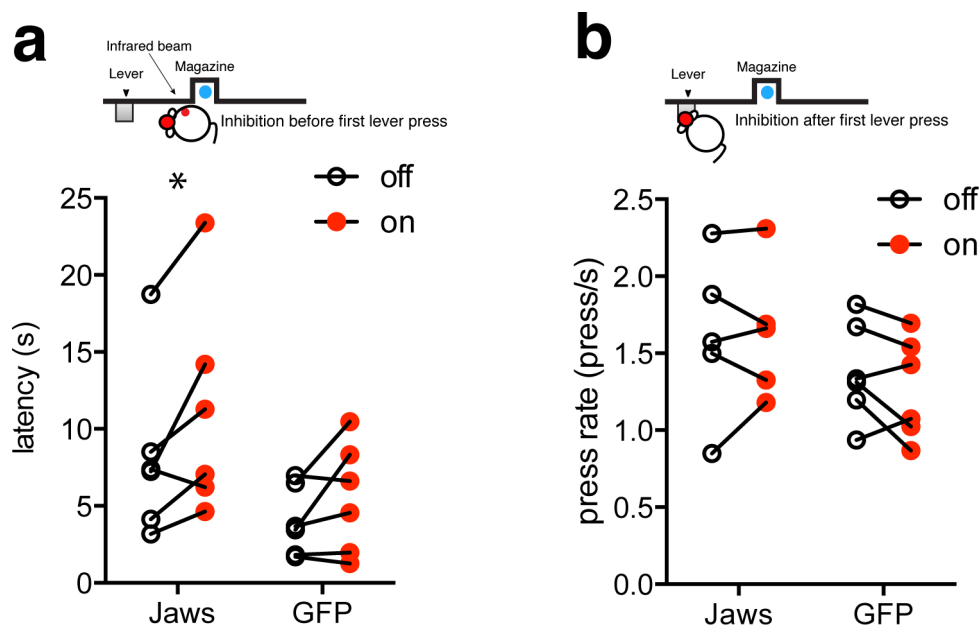 a
Infrared beam
Lever
Magazine
Inhibition before first lever press
*
off
on
25
20
15
10
5
0
latency (s)
Jaws
GFP
b
Lever
Magazine
Inhibition after first lever press
off
on
2.5
2.0
1.5
1.0
0.5
0.0
press rate (press/s)
Jaws
GFP